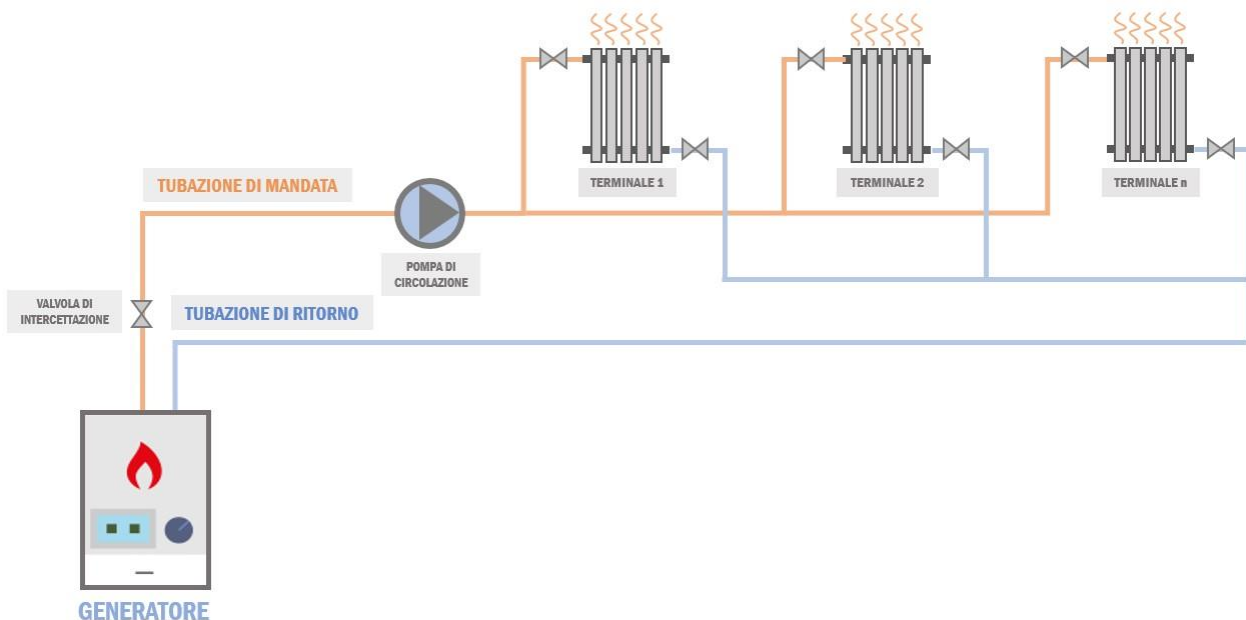 TERMINALE 1
TERMINALE 2
TERMINALE n
TUBAZIONE DI MANDATA
POMPA DI
CIRCOLAZIONE
VALVOLA DI
INTERCETTAZIONE
TUBAZIONE DI RITORNO
GENERATORE